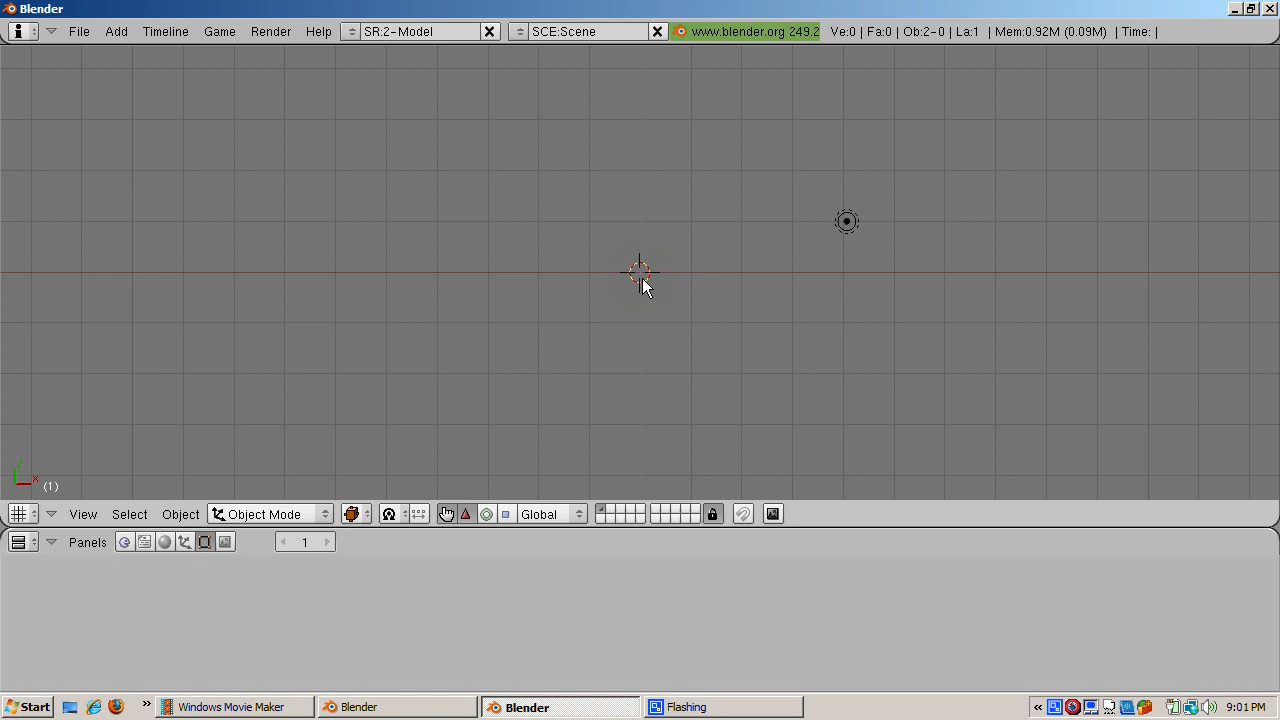 Blender
File Add Timeline Game Render Help SR:2-Model SCE:Scene www.blender.org 249.2 Ve:0 | Fa:0 | Ob:2-0 | La:1 | Mem:0.92M (0.09M) | Time: |
x
(1)
View Select Object Object Mode Global
Panels 1
Start » Windows Movie Maker Blender Blender Flashing « 9:01 PM